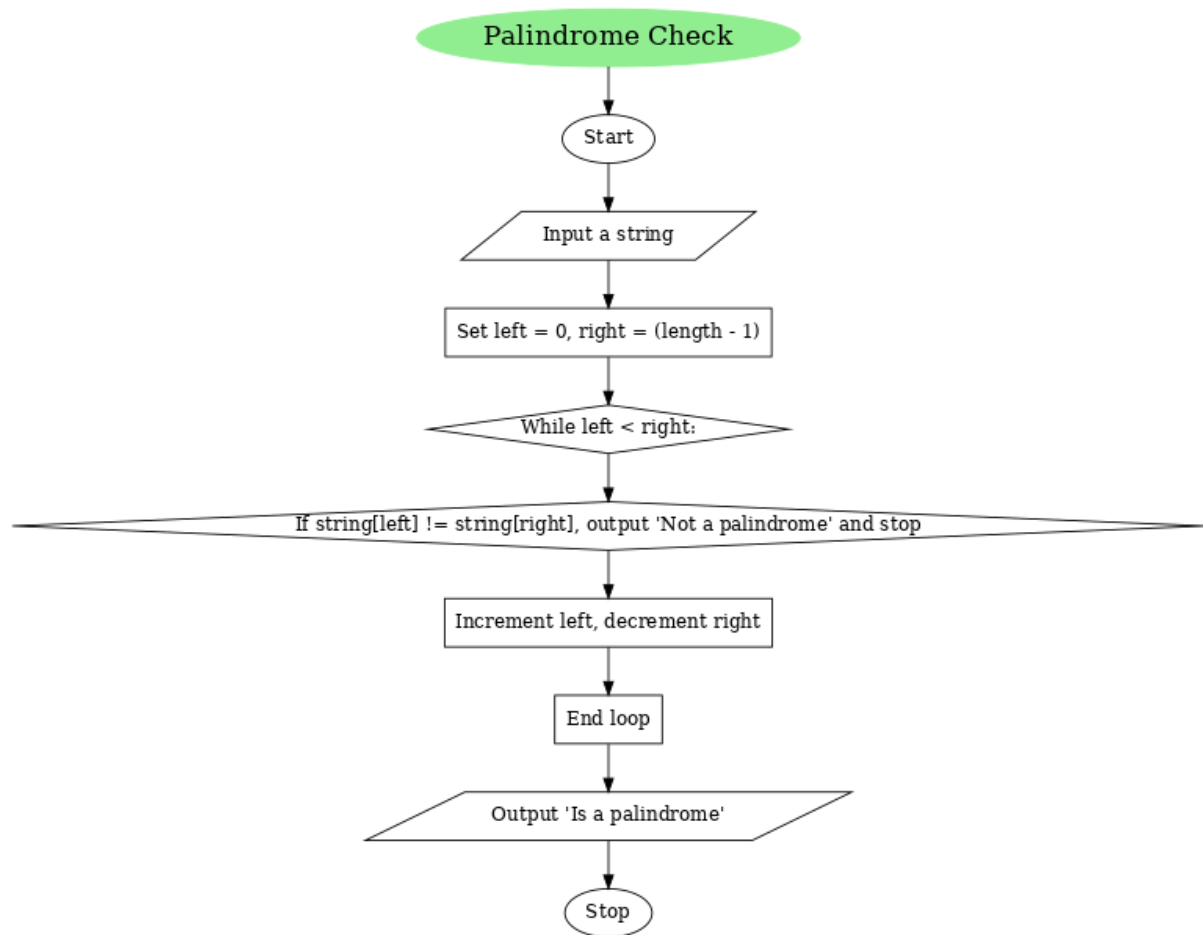 Palindrome Check
Start
Input a string
Set left = 0, right = (length - 1)
While left < right:
If string[left] != string[right], output 'Not a palindrome' and stop
Increment left, decrement right
End loop
Output 'Is a palindrome'
Stop